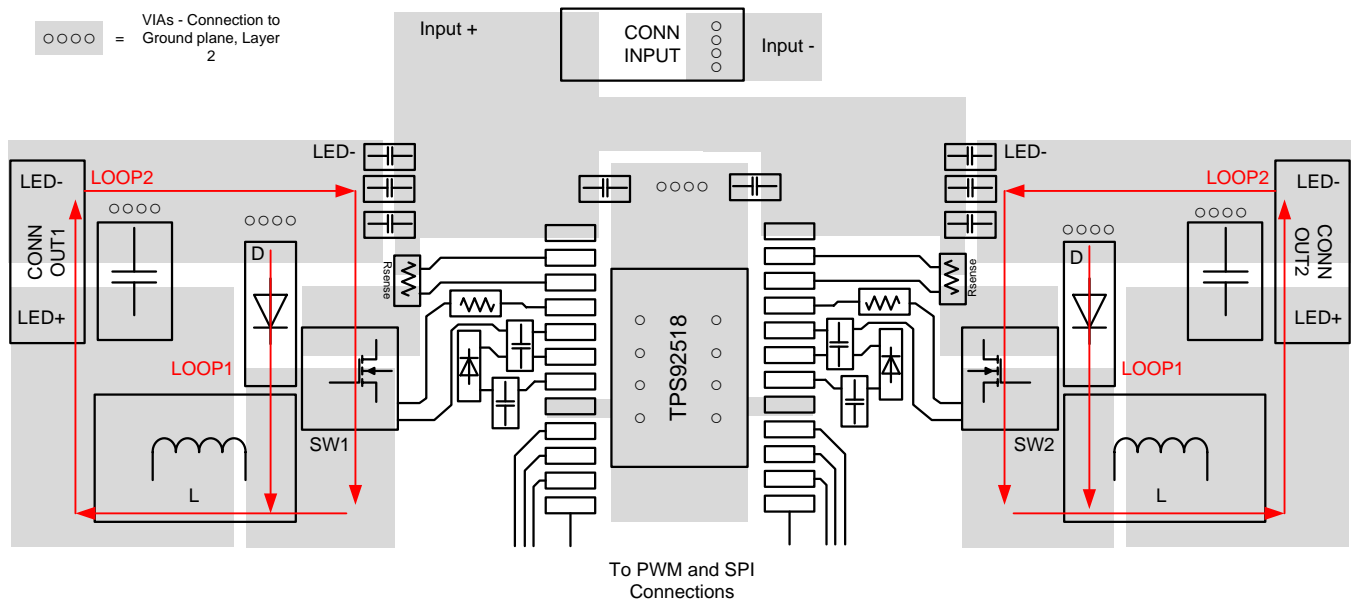 VIAs - Connection to
= Ground plane, Layer
2
Input +
CONN
INPUT
Input -
LED-
LED-
LED-
LOOP2
LOOP2
LED-
CONN
OUT1
D
Rsense
Rsense
D
CONN
OUT2
LED+
LED+
LOOP1
LOOP1
TPS92518
SW1
SW2
L
L
To PWM and SPI
Connections